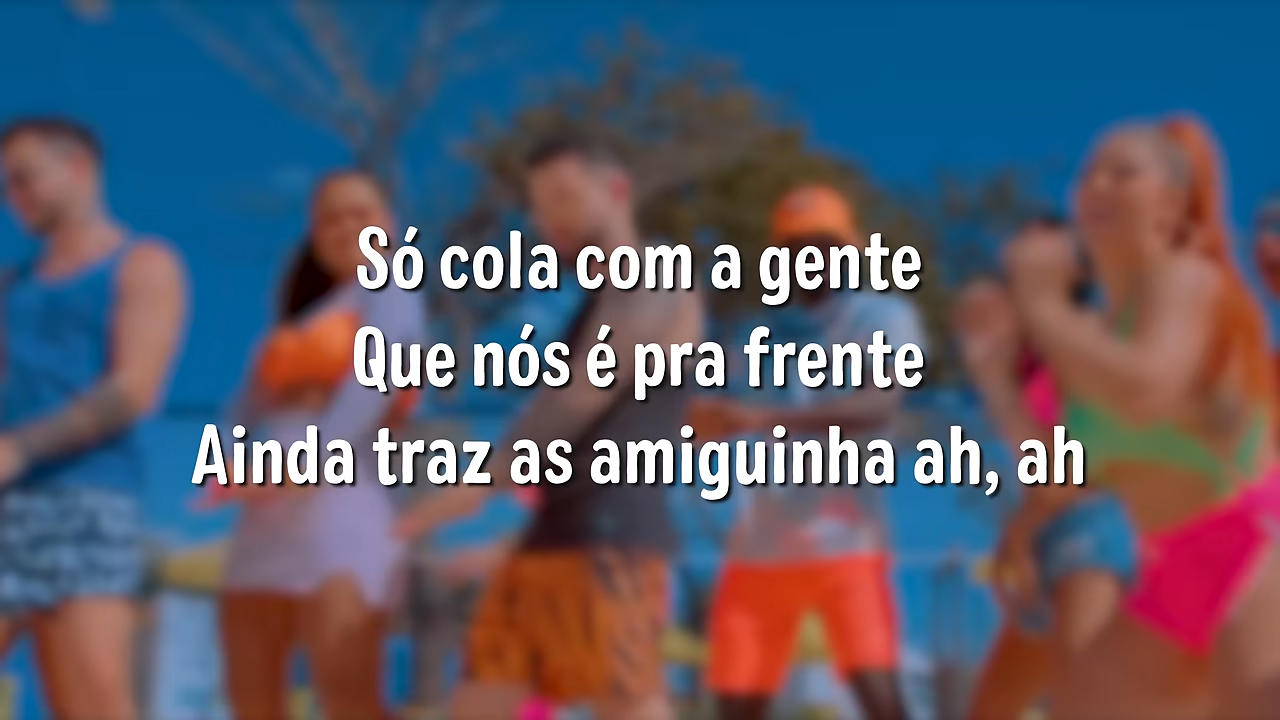 Só cola com a gente
Que nós é pra frente
Ainda traz as amiguinha ah, ah